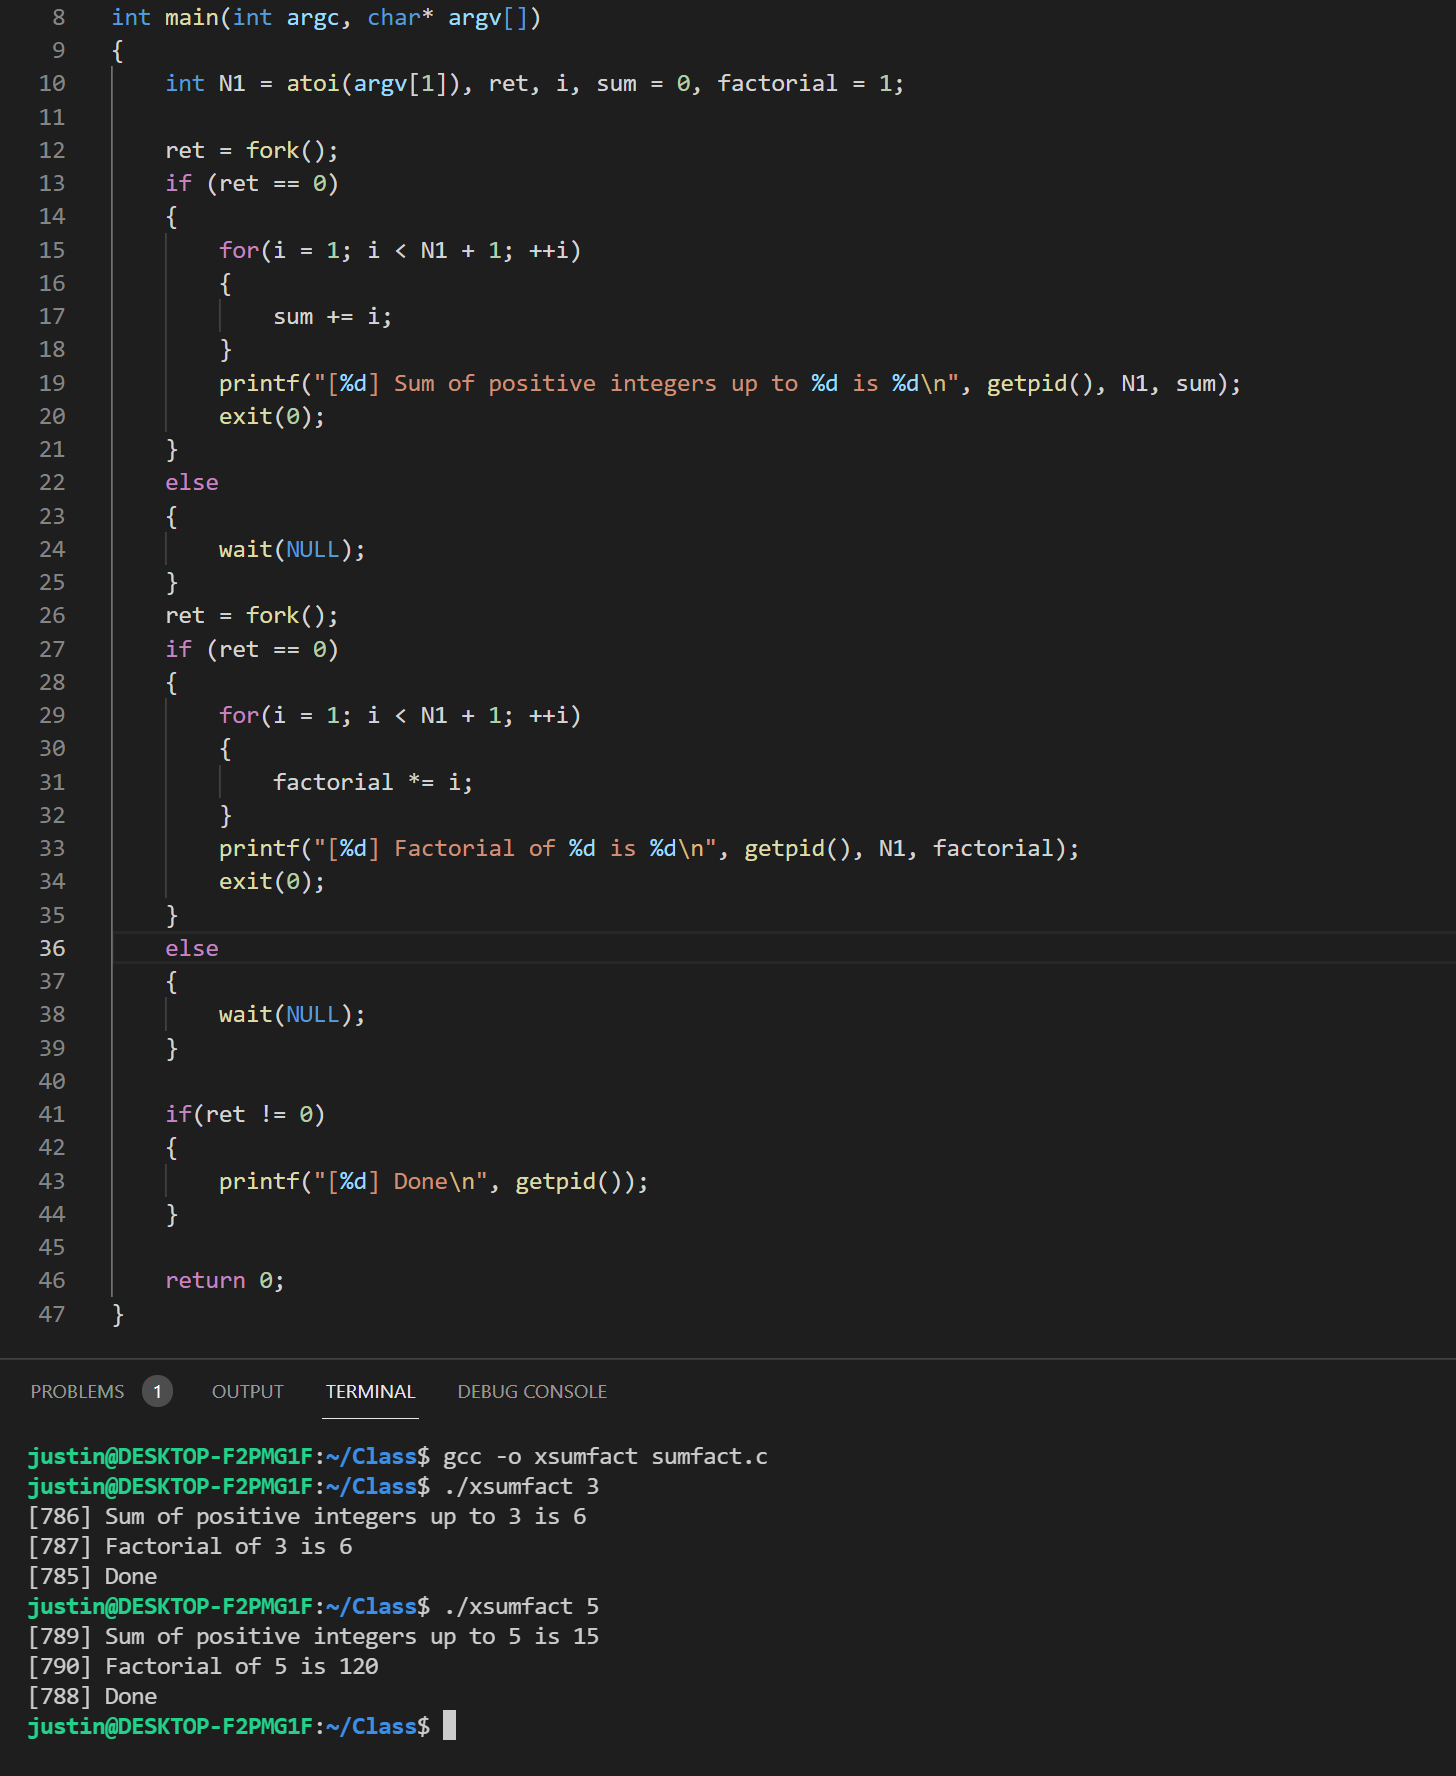 8 int main(int argc, char* argv[])
9 {
10 int N1 = atoi(argv[1]), ret, i, sum = 0, factorial = 1;
11
12 ret = fork();
13 if (ret == 0)
14 {
15 for(i = 1; i < N1 + 1; ++i)
16 {
17 sum += i;
18 }
19 printf("[%d] Sum of positive integers up to %d is %d\n", getpid(), N1, sum);
20 exit(0);
21 }
22 else
23 {
24 wait(NULL);
25 }
26 ret = fork();
27 if (ret == 0)
28 {
29 for(i = 1; i < N1 + 1; ++i)
30 {
31 factorial *= i;
32 }
33 printf("[%d] Factorial of %d is %d\n", getpid(), N1, factorial);
34 exit(0);
35 }
36 else
37 {
38 wait(NULL);
39 }
40
41 if(ret != 0)
42 {
43 printf("[%d] Done\n", getpid());
44 }
45
46 return 0;
47 }
PROBLEMS 1 OUTPUT TERMINAL DEBUG CONSOLE
justin@DESKTOP-F2PMG1F:~/Class$ gcc -o xsumfact sumfact.c
justin@DESKTOP-F2PMG1F:~/Class$ ./xsumfact 3
[786] Sum of positive integers up to 3 is 6
[787] Factorial of 3 is 6
[785] Done
justin@DESKTOP-F2PMG1F:~/Class$ ./xsumfact 5
[789] Sum of positive integers up to 5 is 15
[790] Factorial of 5 is 120
[788] Done
justin@DESKTOP-F2PMG1F:~/Class$